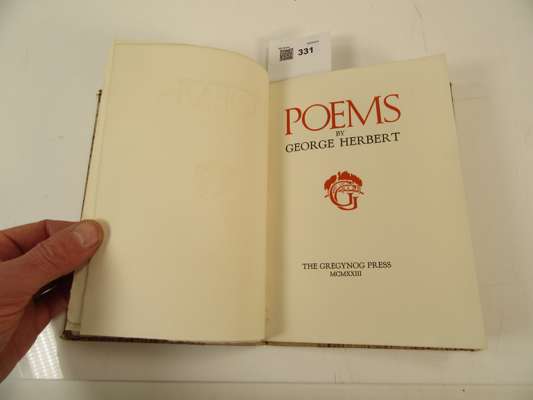 331
POEMS
BY
GEORGE HERBERT
G
THE GREGYNOG PRESS
MCMXXIII